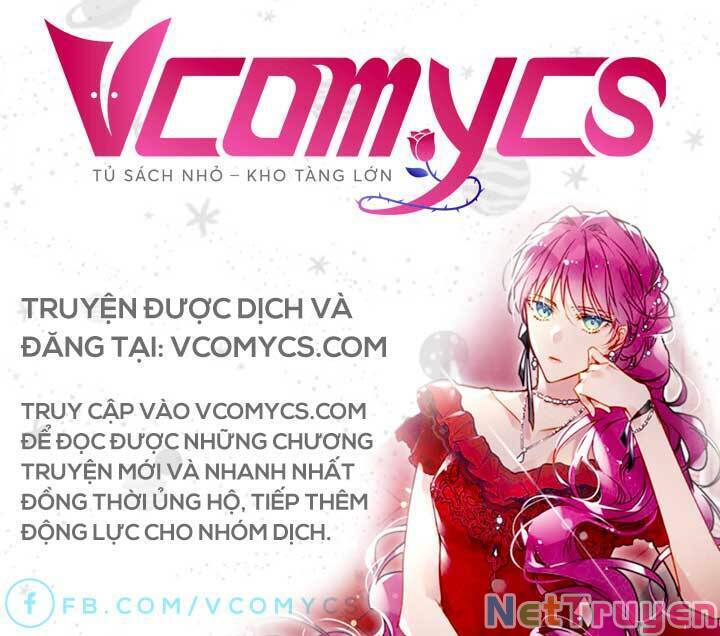 VCOMYCS
TỦ SÁCH NHỎ – KHO TÀNG LỚN
TRUYỆN ĐƯỢC DỊCH VÀ
ĐĂNG TẠI: VCOMYCS.COM
TRUY CẬP VÀO VCOMYCS.COM
ĐỂ ĐỌC ĐƯỢC NHỮNG CHƯƠNG
TRUYỆN MỚI VÀ NHANH NHẤT
ĐỒNG THỜI ỦNG HỘ, TIẾP THÊM
ĐỘNG LỰC CHO NHÓM DỊCH.
f FB.COM/VCOMYCS
NetTruyen